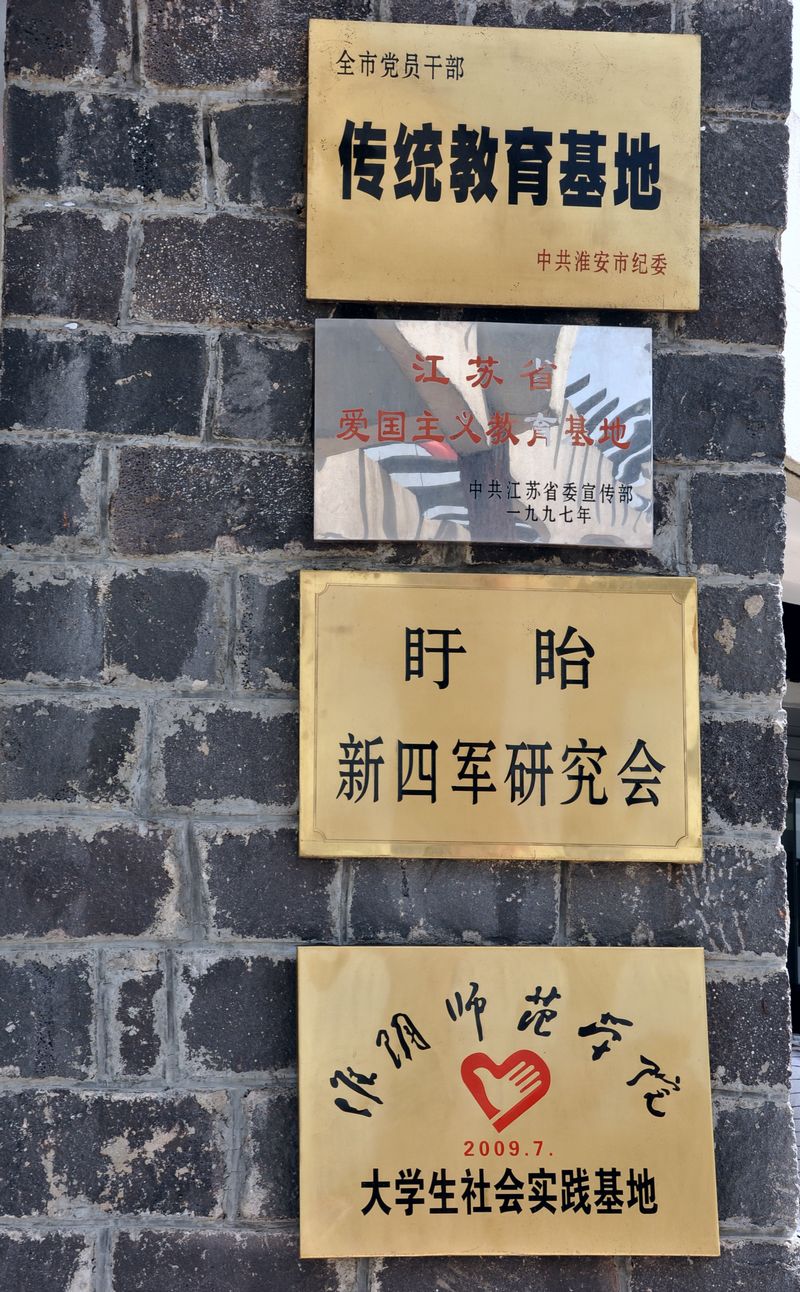 全市党员干部
传统教育基地
中共淮安市纪委
江苏省
爱国主义教育基地
中共江苏省委宣传部
一九九七年
盱眙
新四军研究会
淮阴师范学院
2009.7.
大学生社会实践基地